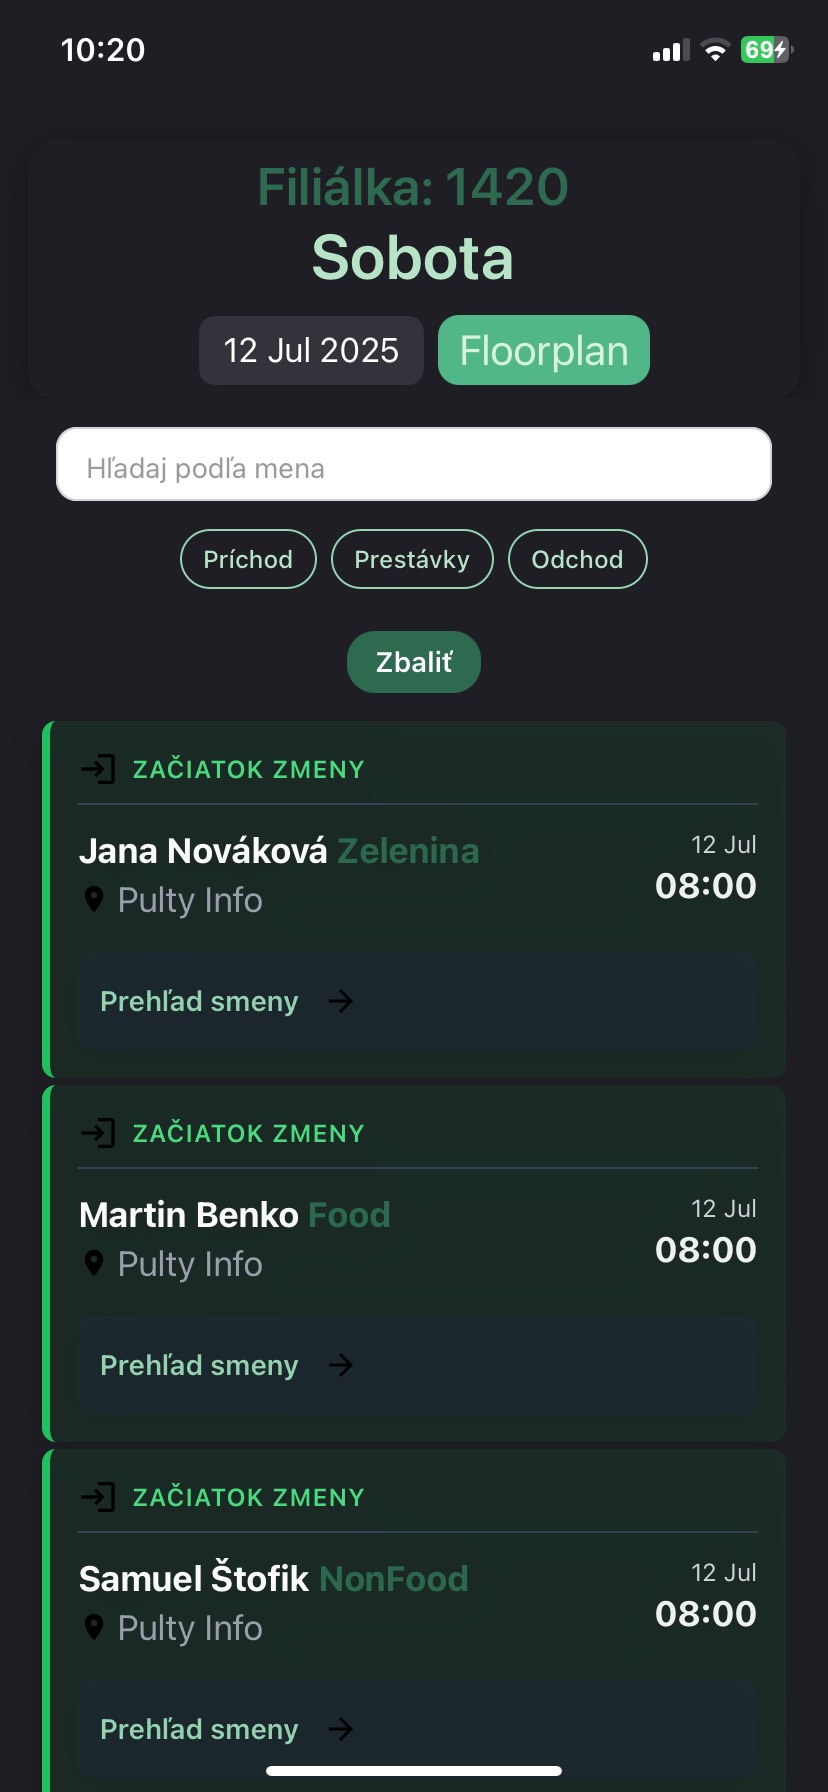 10:20
69
Filiálka: 1420
Sobota
12 Jul 2025 Floorplan
Hľadaj podľa mena
Príchod Prestávky Odchod
Zbaliť
ZAČIATOK ZMENY
Jana Nováková Zelenina
12 Jul
Pulty Info
08:00
Prehľad smeny
ZAČIATOK ZMENY
Martin Benko Food
12 Jul
Pulty Info
08:00
Prehľad smeny
ZAČIATOK ZMENY
Samuel Štofik NonFood
12 Jul
Pulty Info
08:00
Prehľad smeny